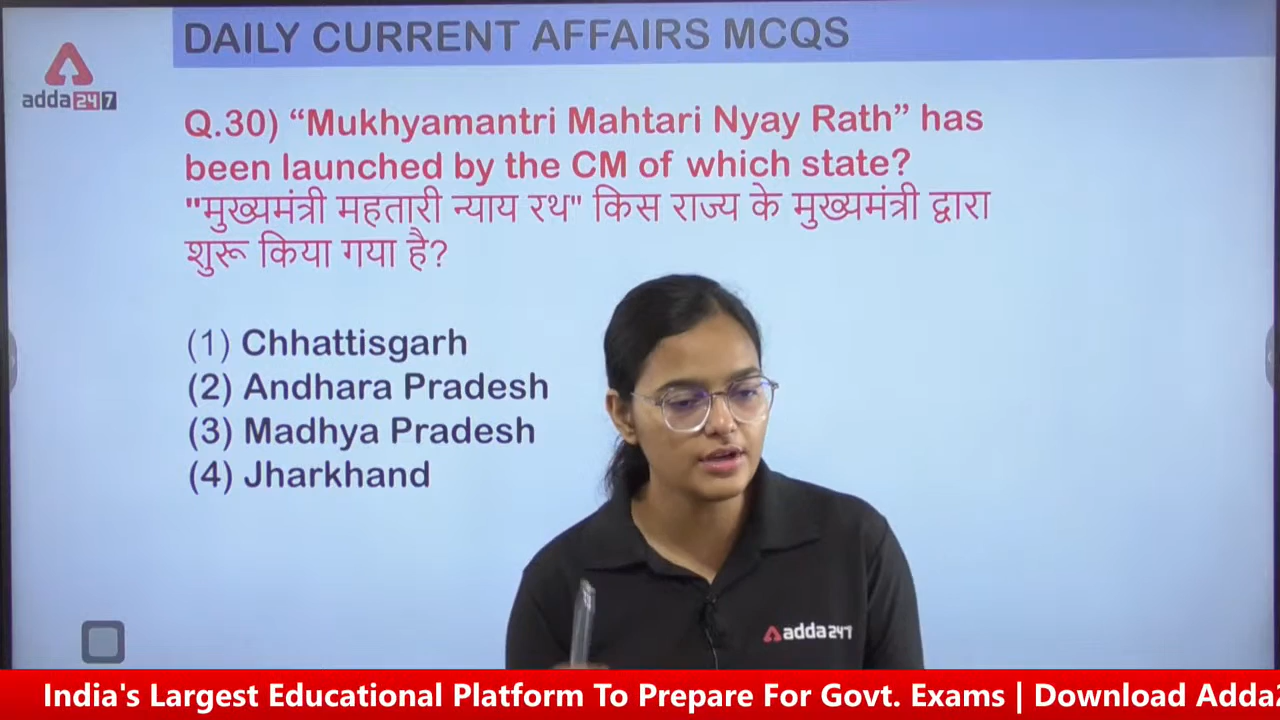 DAILY CURRENT AFFAIRS MCQS
adda247
Q.30) “Mukhyamantri Mahtari Nyay Rath” has
been launched by the CM of which state?
"मुख्यमंत्री महतारी न्याय रथ" किस राज्य के मुख्यमंत्री द्वारा
शुरू किया गया है?
(1) Chhattisgarh
(2) Andhara Pradesh
(3) Madhya Pradesh
(4) Jharkhand
adda247
India's Largest Educational Platform To Prepare For Govt. Exams | Download Adda2